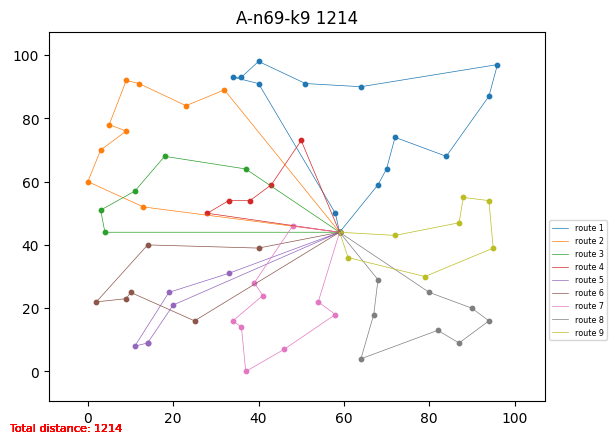 A-n69-k9 1214
100
80
60
40
20
0
0 20 40 60 80 100
route 1
route 2
route 3
route 4
route 5
route 6
route 7
route 8
route 9
Total distance: 1214